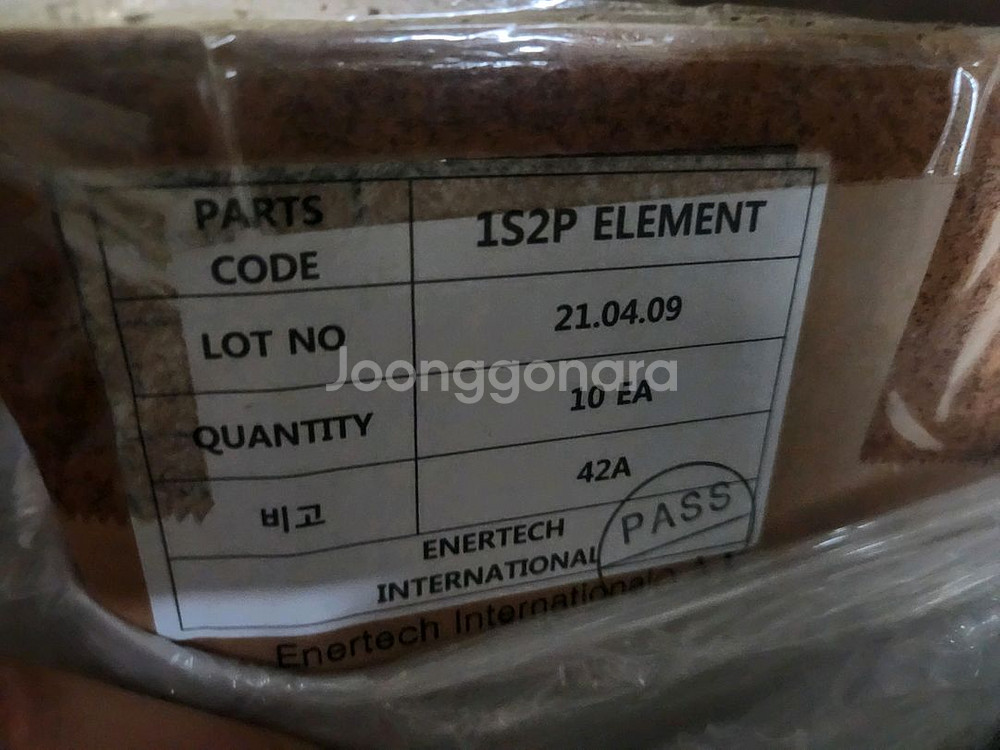 PARTS
CODE
1S2P ELEMENT
LOT NO
21.04.09
Joonggonara
QUANTITY
10 EA
비고
42A
ENERTECH
INTERNATIONAL
PASS
Enertech International